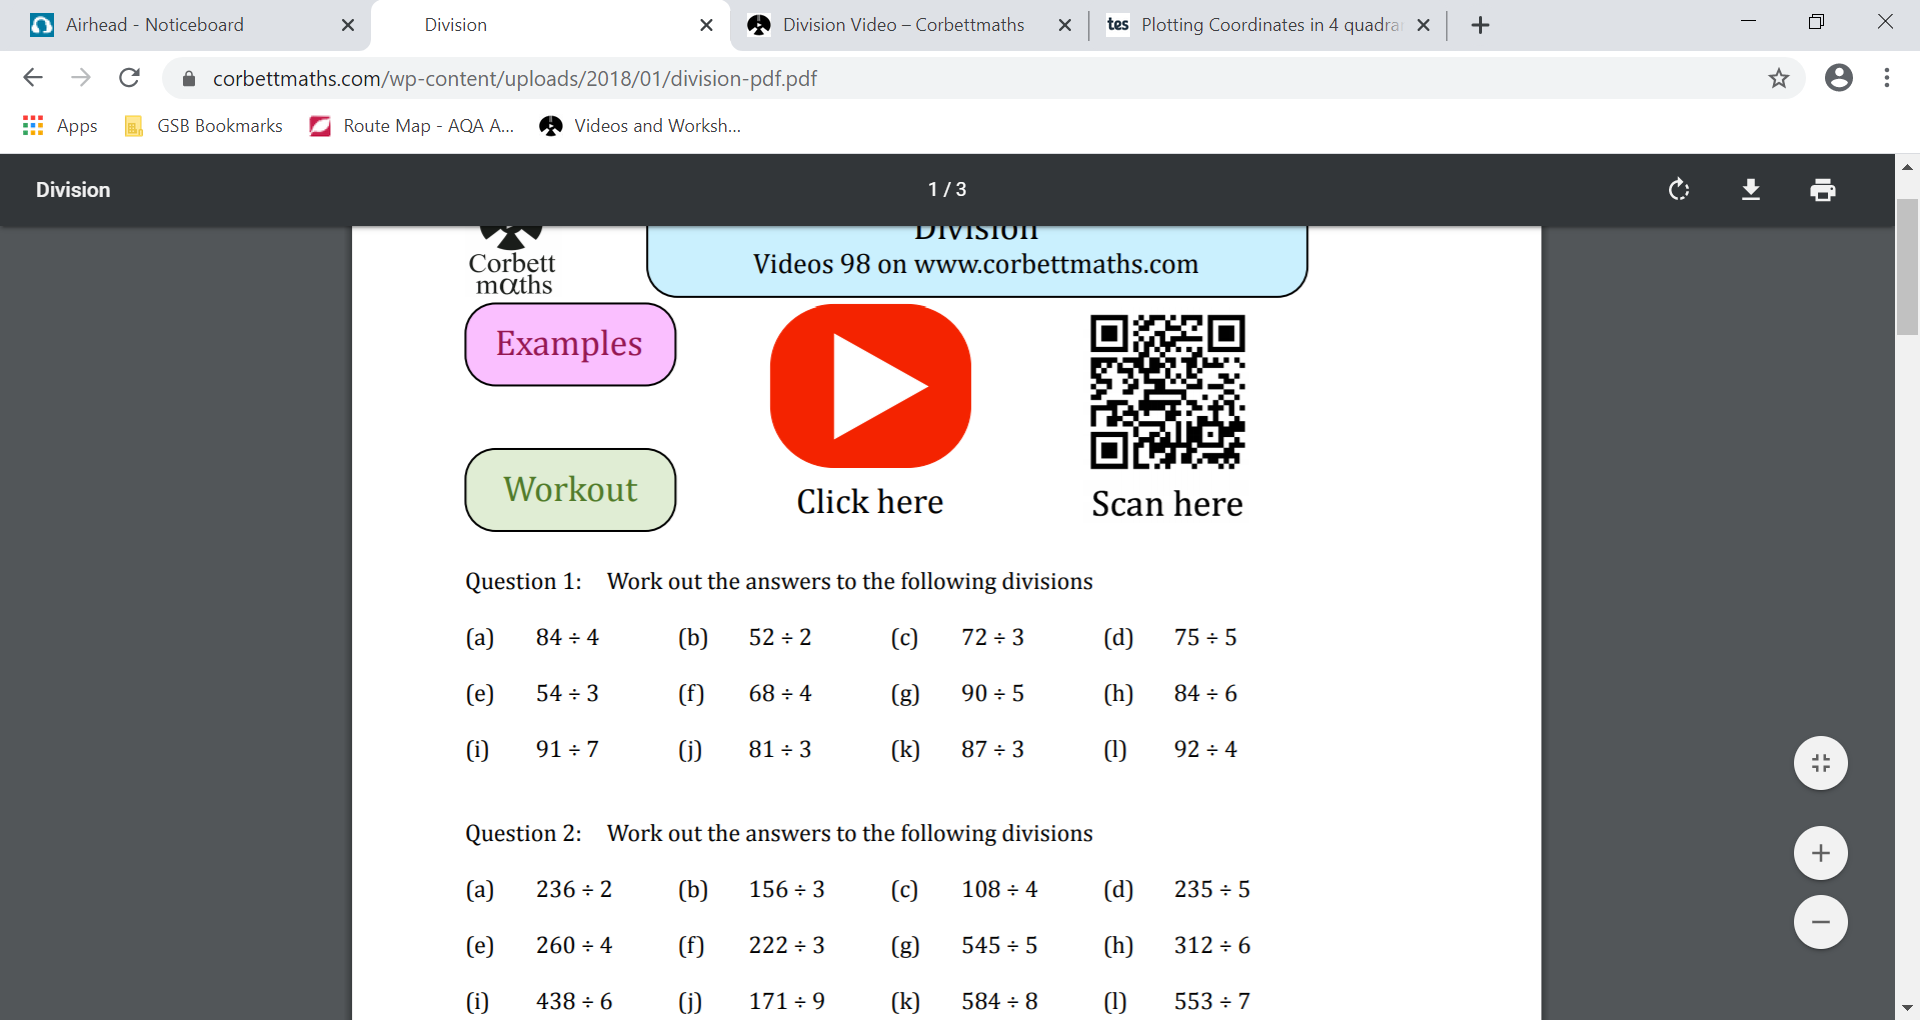 Airhead - Noticeboard
Division
Division Video – Corbettmaths
tes Plotting Coordinates in 4 quadra
corbettmaths.com/wp-content/uploads/2018/01/division-pdf.pdf
Apps
GSB Bookmarks
Route Map - AQA A...
Videos and Worksh...
Division
1 / 3
Division
Corbett
mαths
Videos 98 on www.corbettmaths.com
Examples
Workout
Click here
Scan here
Question 1: Work out the answers to the following divisions
(a) 84 ÷ 4 (b) 52 ÷ 2 (c) 72 ÷ 3 (d) 75 ÷ 5
(e) 54 ÷ 3 (f) 68 ÷ 4 (g) 90 ÷ 5 (h) 84 ÷ 6
(i) 91 ÷ 7 (j) 81 ÷ 3 (k) 87 ÷ 3 (l) 92 ÷ 4
Question 2: Work out the answers to the following divisions
(a) 236 ÷ 2 (b) 156 ÷ 3 (c) 108 ÷ 4 (d) 235 ÷ 5
(e) 260 ÷ 4 (f) 222 ÷ 3 (g) 545 ÷ 5 (h) 312 ÷ 6
(i) 438 ÷ 6 (j) 171 ÷ 9 (k) 584 ÷ 8 (l) 553 ÷ 7